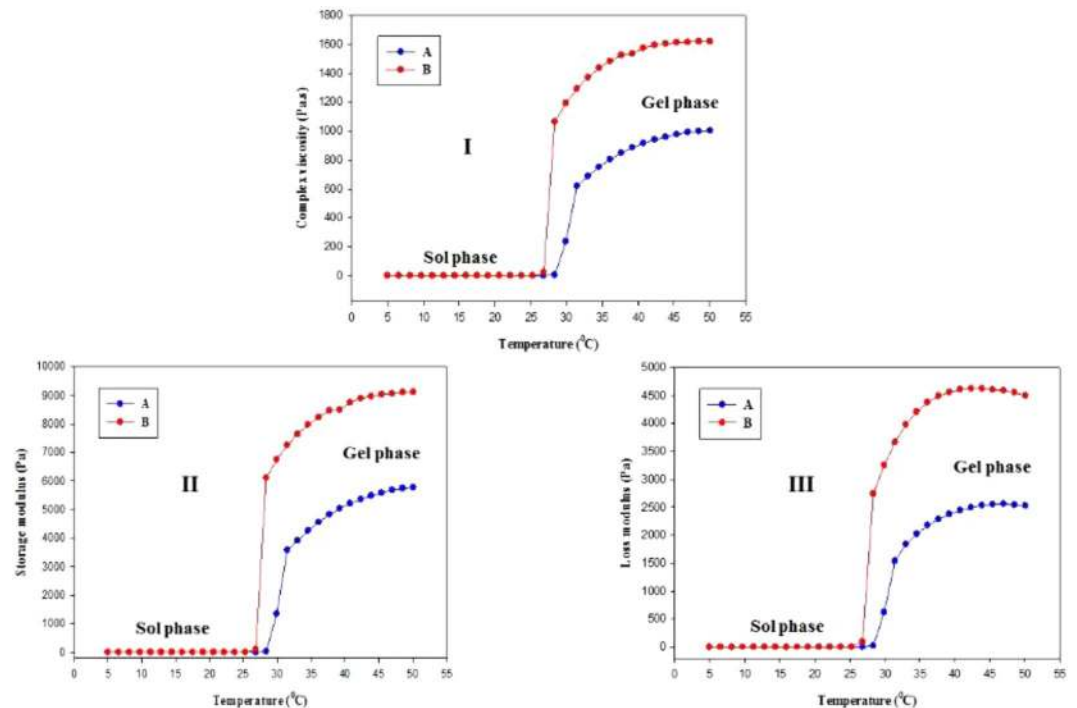 1800
1600
1400
1200
1000
800
600
400
200
0
Complex viscosity (Pa.s)
A
B
I
Gel phase
Sol phase
0 5 10 15 20 25 30 35 40 45 50 55
Temperature (⁰C)
10000
9000
8000
7000
6000
5000
4000
3000
2000
1000
0
Storage modulus (Pa)
A
B
II
Gel phase
Sol phase
0 5 10 15 20 25 30 35 40 45 50 55
Temperature (⁰C)
5000
4500
4000
3500
3000
2500
2000
1500
1000
500
0
Loss modulus (Pa)
A
B
III
Gel phase
Sol phase
0 5 10 15 20 25 30 35 40 45 50 55
Temperature (⁰C)